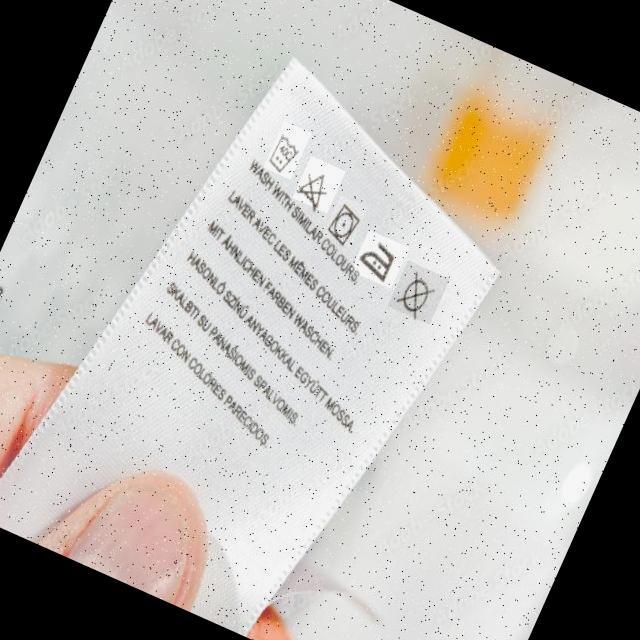 WASH WITH SIMILAR COLOURS.
LAVER AVEC LES MÊMES COULEURS.
MIT ÄHNLICHEN FARBEN WASCHEN.
HASONLÓ SZÍNŰ ANYAGOKKAL EGYÜTT MOSSA.
SKALBTI SU PANAŠIOMIS SPALVOMIS.
LAVAR CON COLORES PARECIDOS.